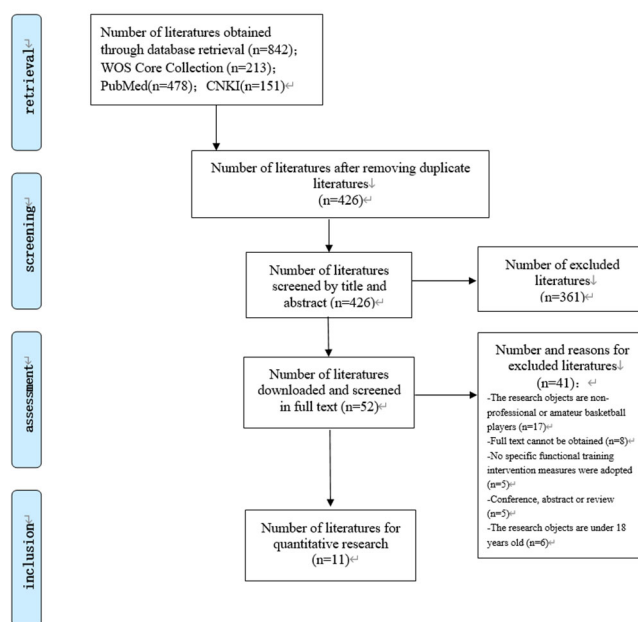 retrieval
Number of literatures obtained
through database retrieval (n=842);
WOS Core Collection (n=213);
PubMed(n=478); CNKI(n=151)↵
Number of literatures after removing duplicate
literatures↓
(n=426)↵
screening
Number of literatures
screened by title and
abstract (n=426)↵
Number of excluded
literatures↓
(n=361)↵
assessment
Number of literatures
downloaded and screened
in full text (n=52)↵
Number and reasons for
excluded literatures↓
(n=41): ↵
-The research objects are non-
professional or amateur basketball
players (n=17)↵
-Full text cannot be obtained (n=8)↵
-No specific functional training
intervention measures were adopted
(n=5)↵
-Conference, abstract or review
(n=5)↵
-The research objects are under 18
years old (n=6)↵
inclusion
Number of literatures for
quantitative research
(n=11)↵